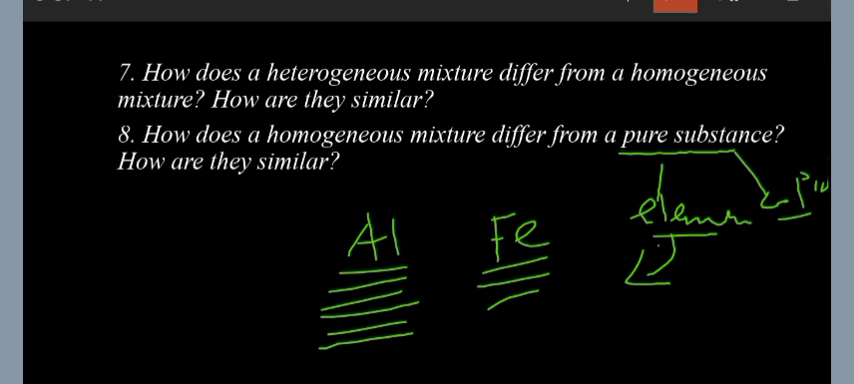 7. How does a heterogeneous mixture differ from a homogeneous
mixture? How are they similar?
8. How does a homogeneous mixture differ from a pure substance?
How are they similar?
Al Fe